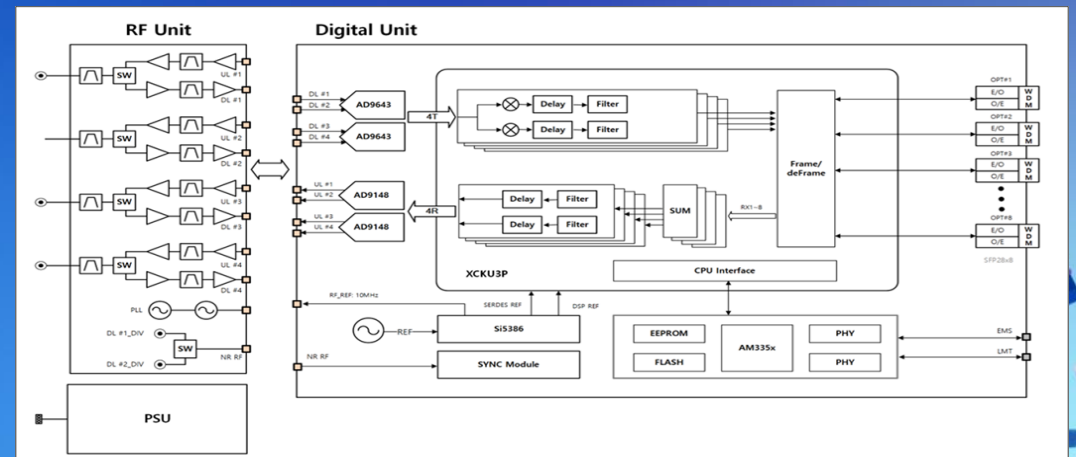 RF Unit
Digital Unit
SW
UL #1
DL #1
SW
UL #2
DL #2
SW
UL #3
DL #3
SW
UL #4
DL #4
PLL
DL #1_DIV
SW
NR RF
DL #2_DIV
PSU
DL #1
DL #2
AD9643
DL #3
DL #4
AD9643
4T
Delay
Filter
Delay
Filter
UL #1
UL #2
AD9148
UL #3
UL #4
AD9148
4R
Delay
Filter
Delay
Filter
SUM
RX1~8
Frame/
deFrame
XCKU3P
CPU Interface
RF_REF: 10MHz
SERDES REF
DSP REF
REF
Si5386
NR RF
SYNC Module
EEPROM
FLASH
AM335x
PHY
PHY
EMS
LMT
OPT#1
E/O
O/E
WDM
OPT#2
E/O
O/E
WDM
OPT#3
E/O
O/E
WDM
OPT#8
E/O
O/E
WDM
SFP28x8